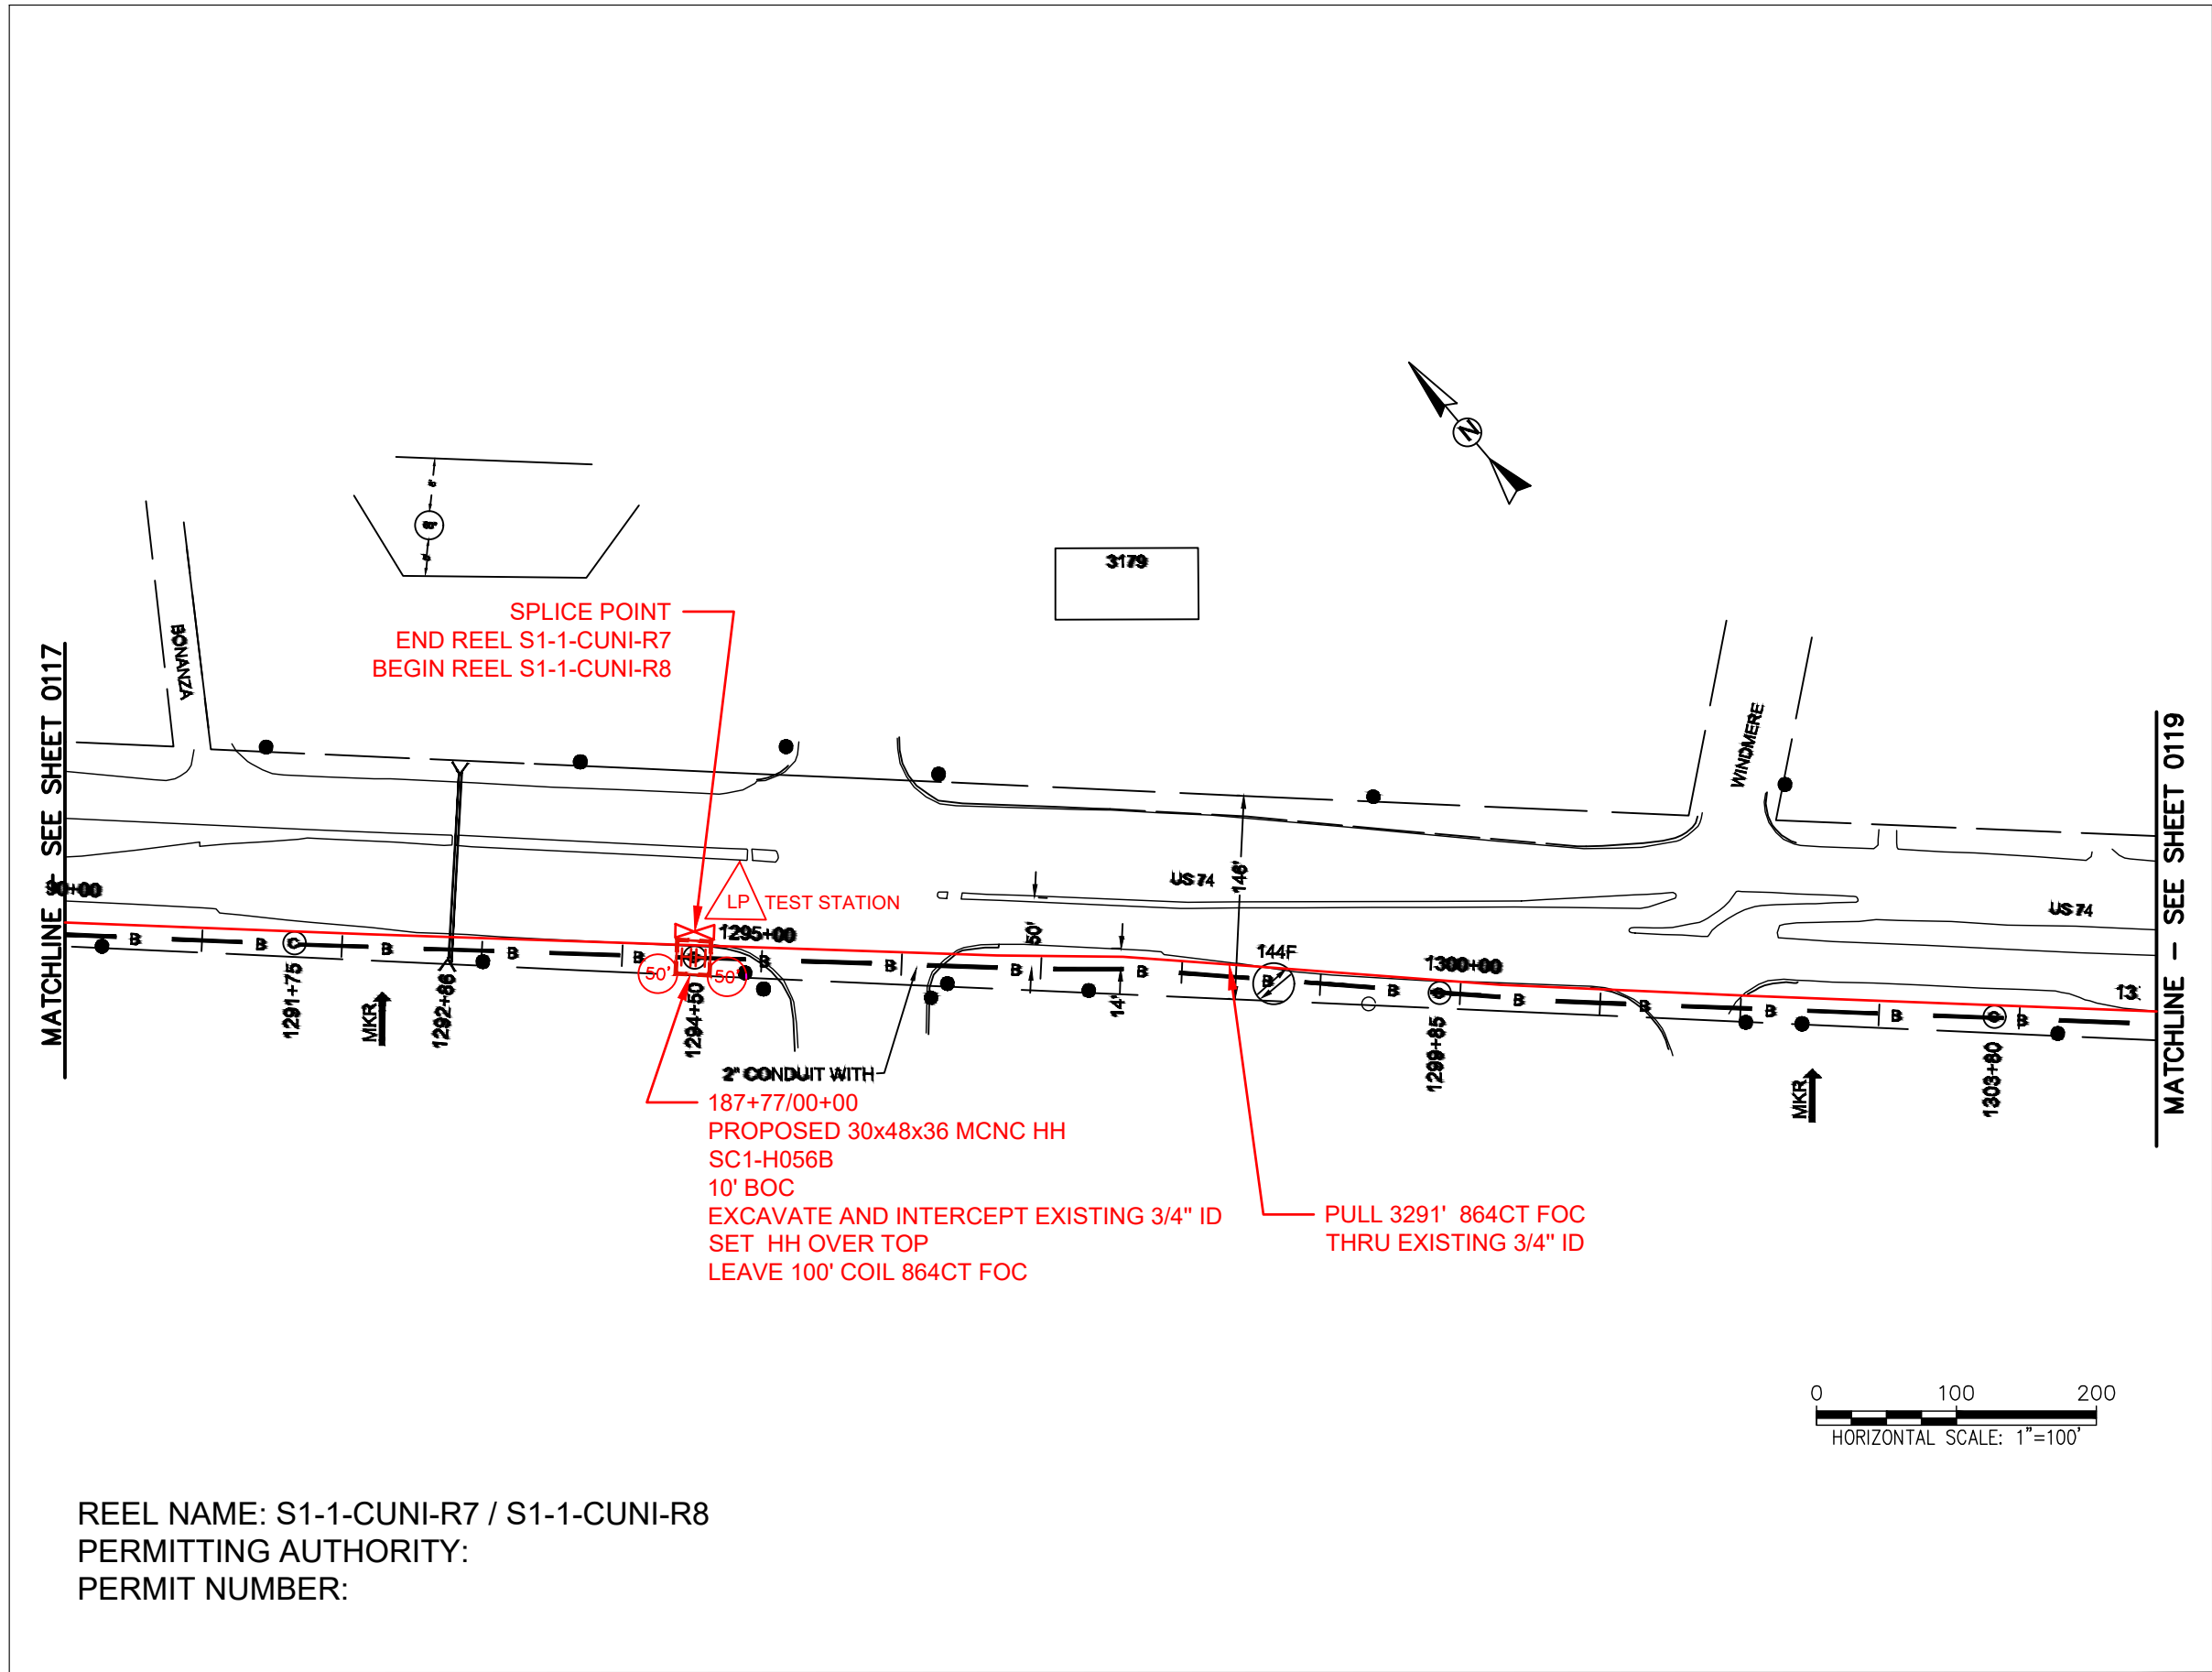 3179
SPLICE POINT
END REEL S1-1-CUNI-R7
BEGIN REEL S1-1-CUNI-R8
N
BONANZA
WINDMERE
MATCHLINE - SEE SHEET 0117
MATCHLINE - SEE SHEET 0119
90+00
LP TEST STATION
1295+00
US 74
US 74
146'
50'
14'
144F
1300+00
13
B B B B B B B B B B B B B B B B
C
50' 50'
1291+75
MKR
1292+86
1294+50
1299+85
MKR
1303+80
2" CONDUIT WITH
187+77/00+00
PROPOSED 30x48x36 MCNC HH
SC1-H056B
10' BOC
EXCAVATE AND INTERCEPT EXISTING 3/4" ID
SET HH OVER TOP
LEAVE 100' COIL 864CT FOC
PULL 3291' 864CT FOC
THRU EXISTING 3/4" ID
0 100 200
HORIZONTAL SCALE: 1"=100'
REEL NAME: S1-1-CUNI-R7 / S1-1-CUNI-R8
PERMITTING AUTHORITY:
PERMIT NUMBER: